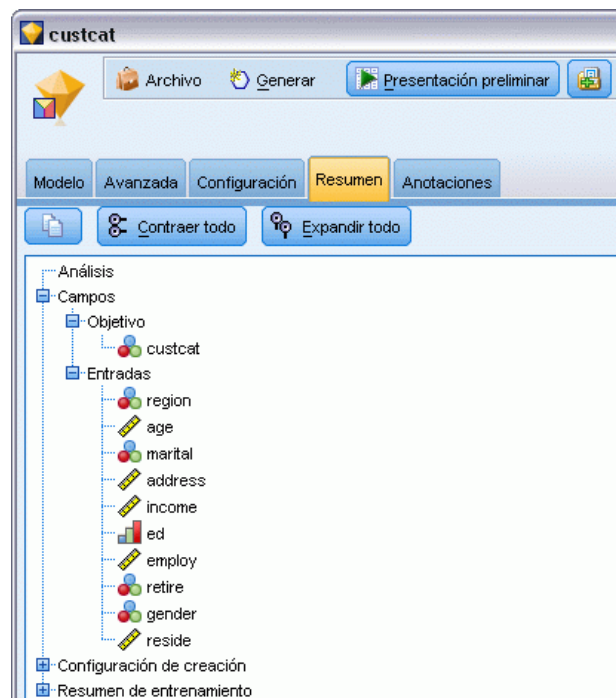 custcat
Archivo Generar Presentación preliminar
Modelo Avanzada Configuración Resumen Anotaciones
Contraer todo Expandir todo
Análisis
Campos
Objetivo
custcat
Entradas
region
age
marital
address
income
ed
employ
retire
gender
reside
Configuración de creación
Resumen de entrenamiento